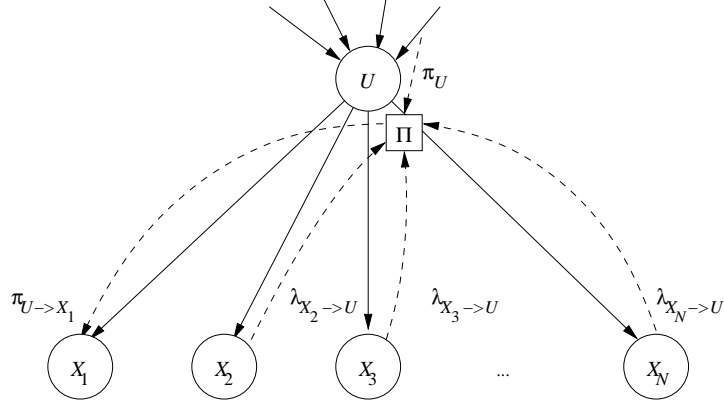 U
π_U
Π
π_{U->X_1}
λ_{X_2->U}
λ_{X_3->U}
λ_{X_N->U}
X_1
X_2
X_3
...
X_N